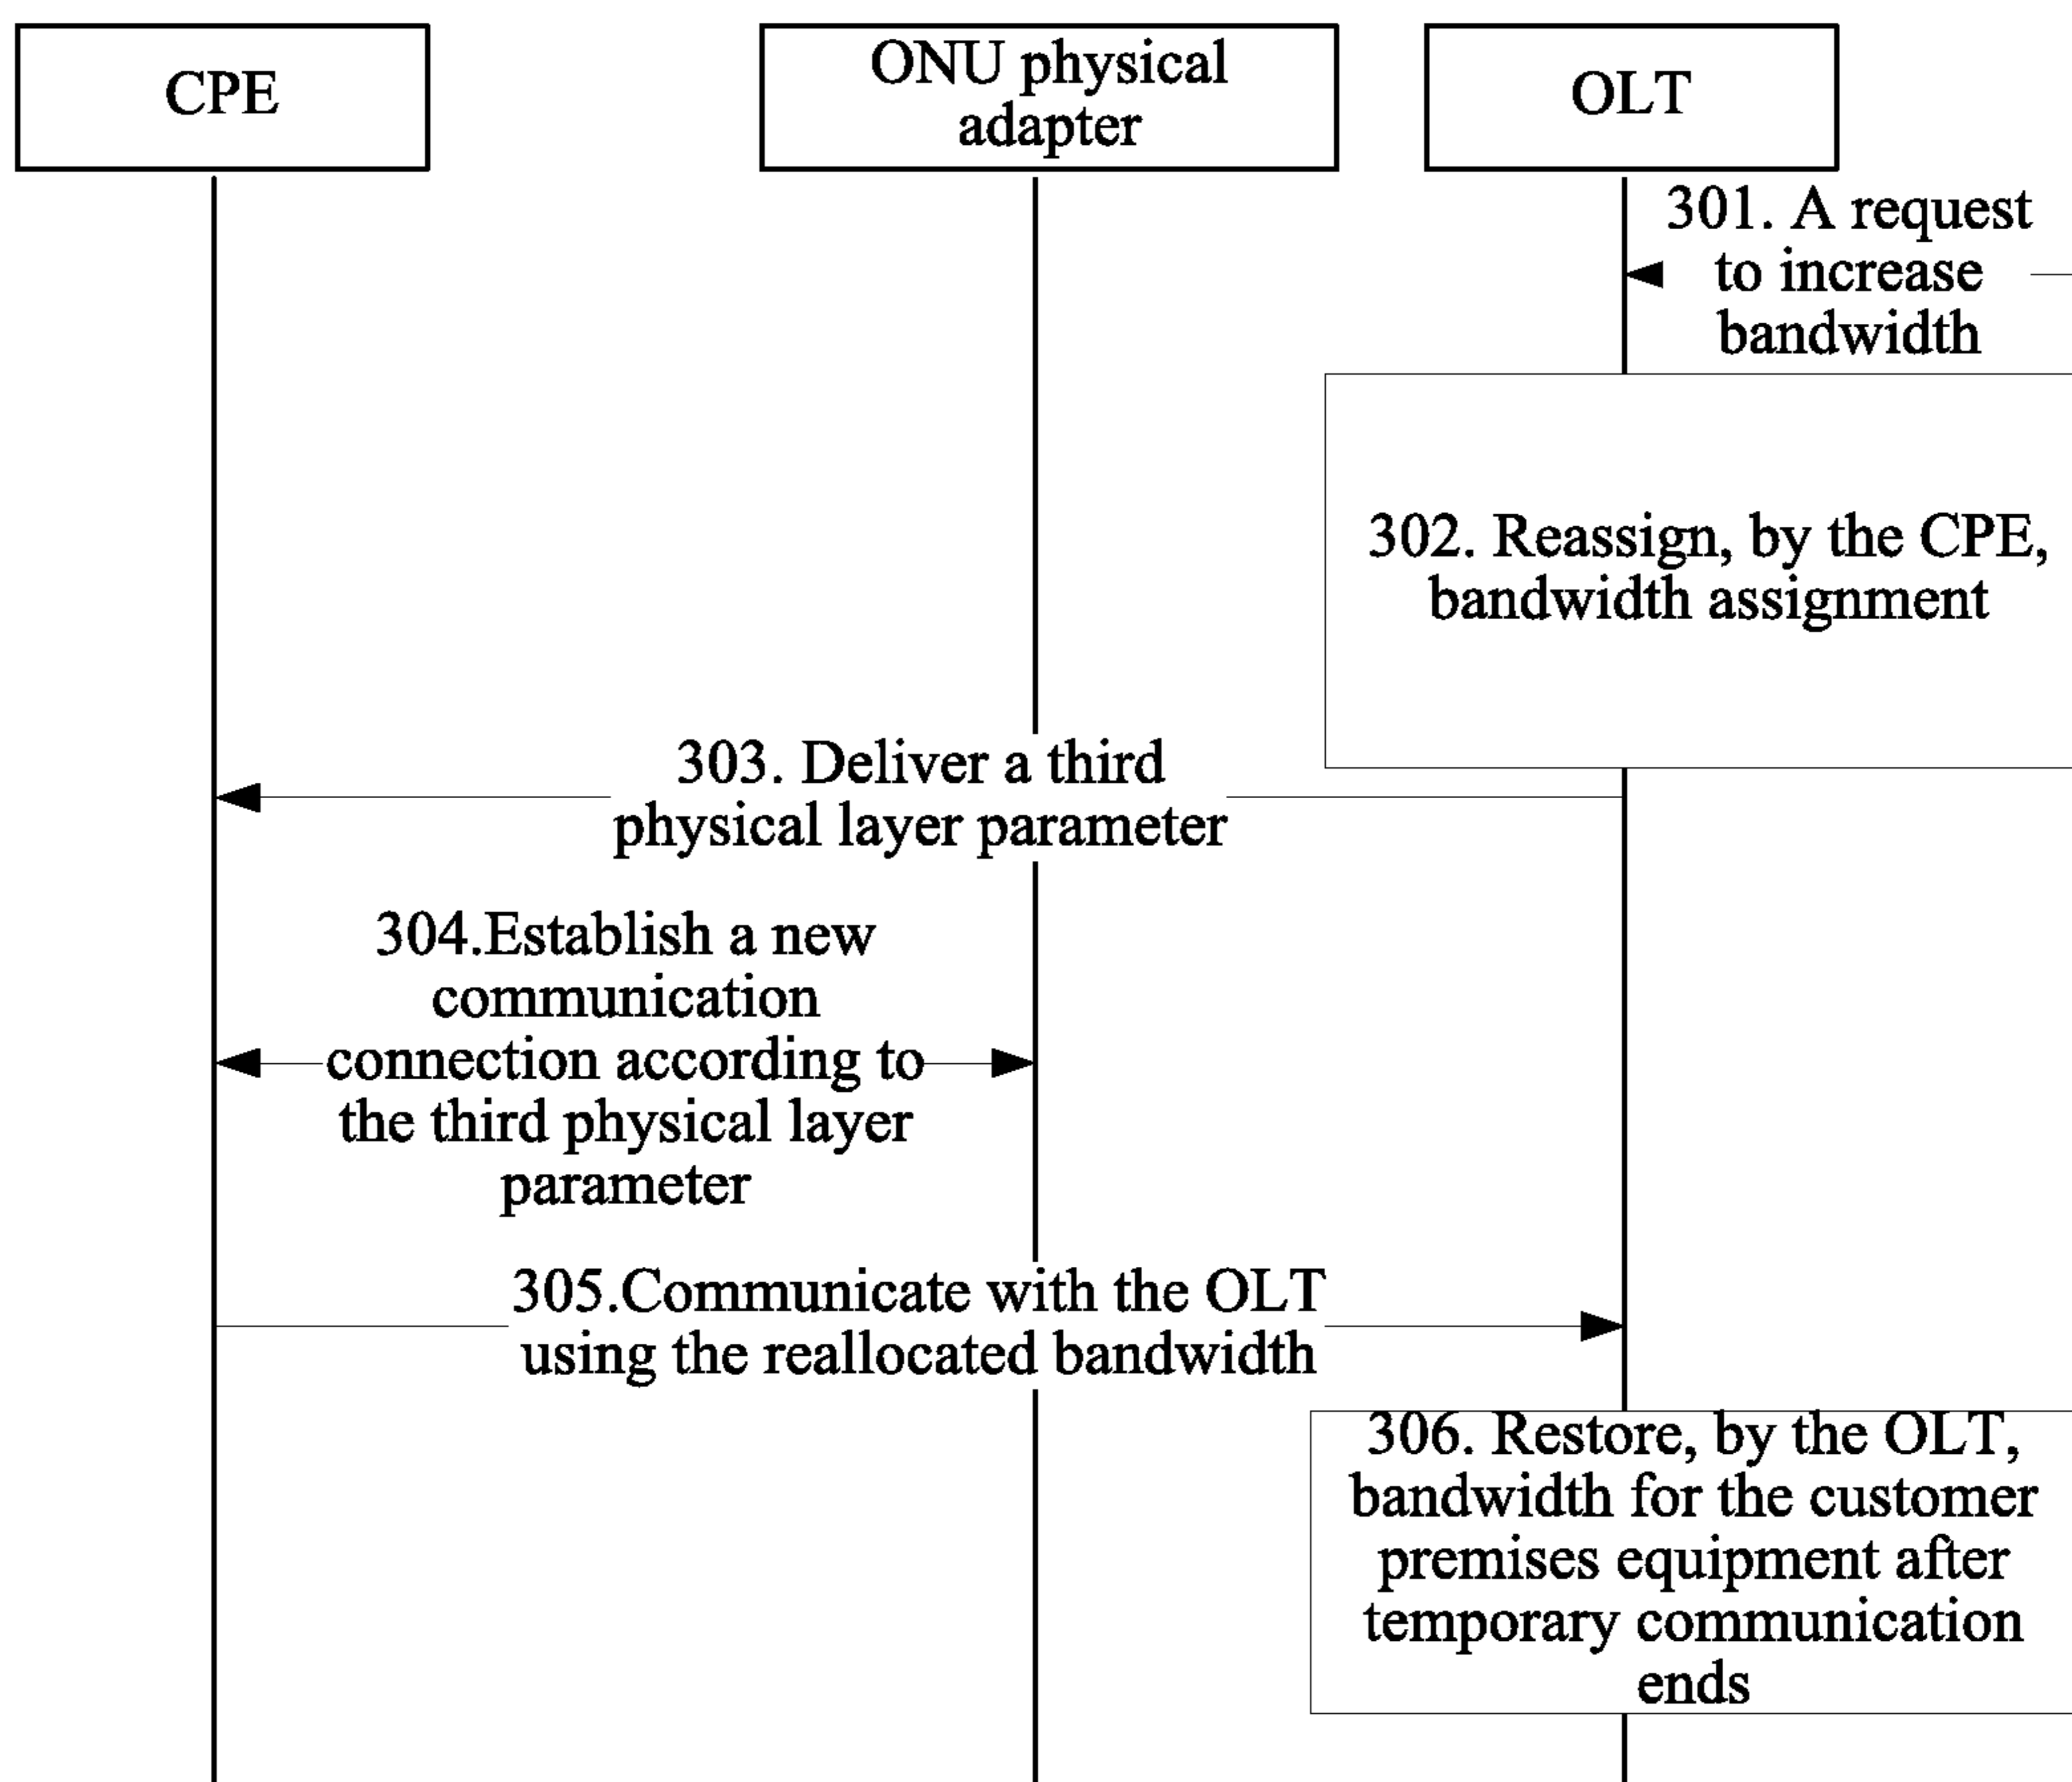 CPE
ONU physical
adapter
OLT
301. A request
to increase
bandwidth
302. Reassign, by the CPE,
bandwidth assignment
303. Deliver a third
physical layer parameter
304.Establish a new
communication
connection according to
the third physical layer
parameter
305.Communicate with the OLT
using the reallocated bandwidth
306. Restore, by the OLT,
bandwidth for the customer
premises equipment after
temporary communication
ends